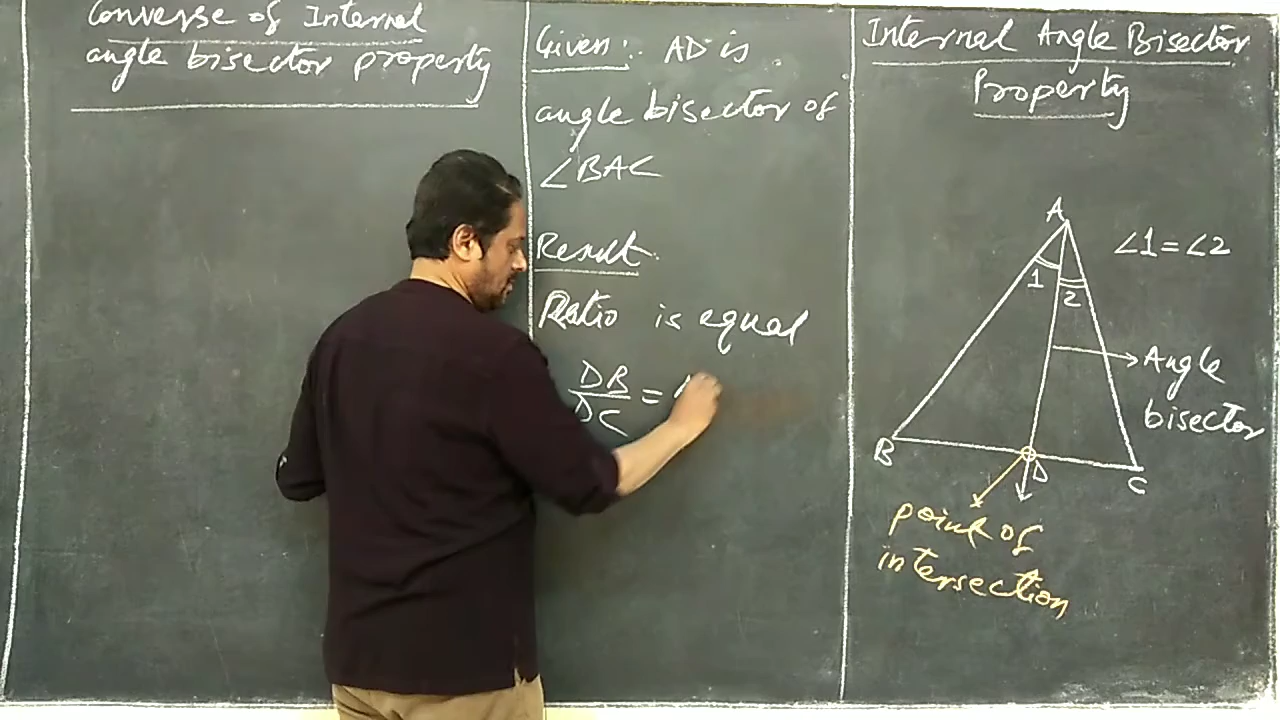 Converse of Internal
angle bisector property
Given:- AD is
angle bisector of
∠BAC
Result.
Ratio is equal
DB
DC
=
Internal Angle Bisector
Property
A
∠1=∠2
1
2
Angle
bisector
B
D
C
point of
intersection